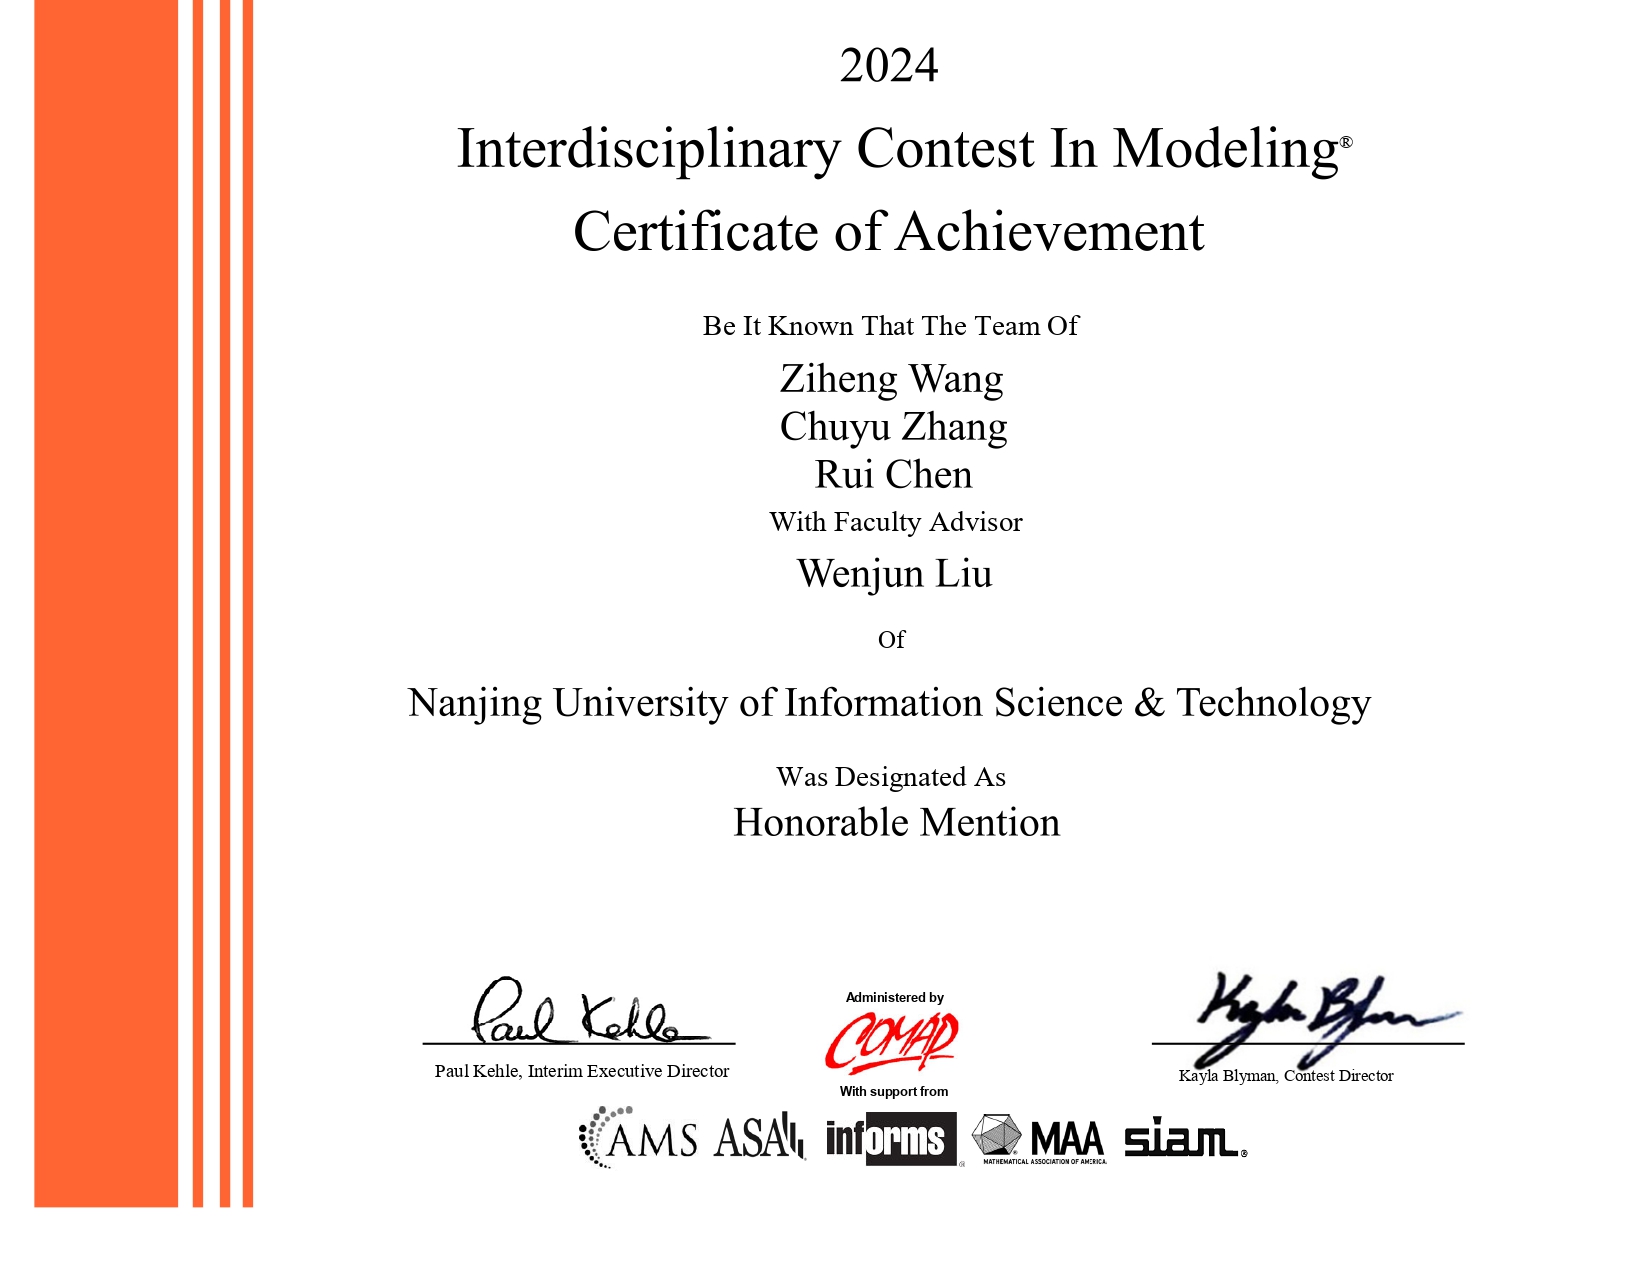 2024
Interdisciplinary Contest In Modeling®
Certificate of Achievement
Be It Known That The Team Of
Ziheng Wang
Chuyu Zhang
Rui Chen
With Faculty Advisor
Wenjun Liu
Of
Nanjing University of Information Science & Technology
Was Designated As
Honorable Mention
Paul Kehle
Kayla Blyman
Paul Kehle, Interim Executive Director
Kayla Blyman, Contest Director
Administered by
COMAP
With support from
AMS ASA informs® MAA siam®
MATHEMATICAL ASSOCIATION OF AMERICA